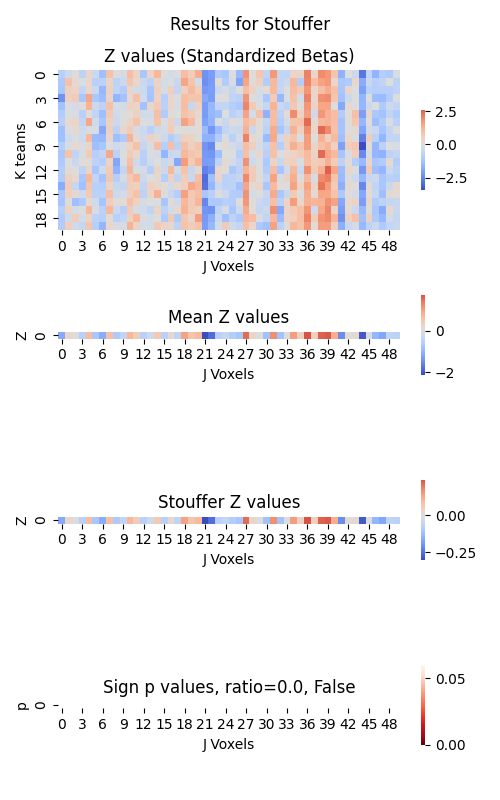 Results for Stouffer
Z values (Standardized Betas)
K teams
0
3
6
9
12
15
18
0 3 6 9 12 15 18 21 24 27 30 33 36 39 42 45 48
J Voxels
2.5
0.0
−2.5
Mean Z values
Z
0
0 3 6 9 12 15 18 21 24 27 30 33 36 39 42 45 48
J Voxels
0
−2
Stouffer Z values
Z
0
0 3 6 9 12 15 18 21 24 27 30 33 36 39 42 45 48
J Voxels
0.00
−0.25
Sign p values, ratio=0.0, False
p
0
0 3 6 9 12 15 18 21 24 27 30 33 36 39 42 45 48
J Voxels
0.05
0.00